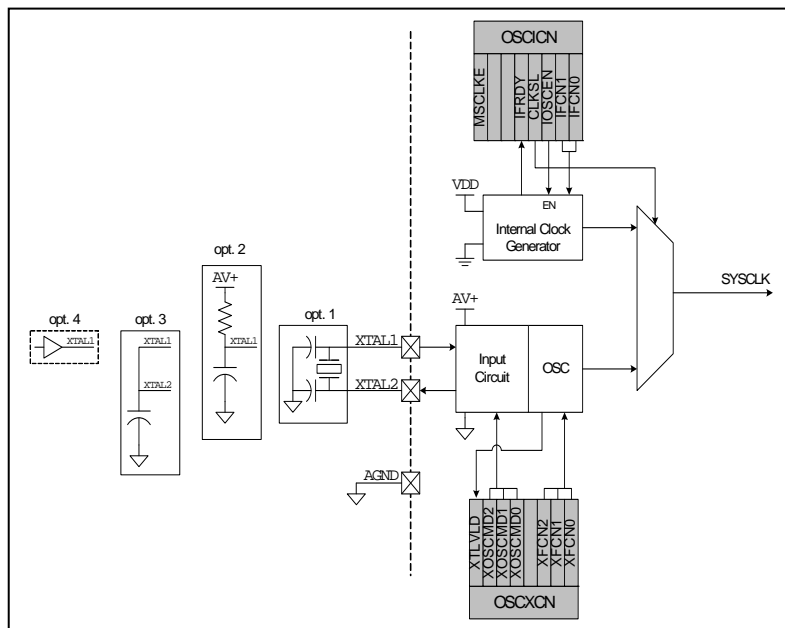 OSCICN
MSCLKE
IFRDY
CLKSL
IOSCEN
IFCN1
IFCN0
VDD
EN
Internal Clock
Generator
opt. 2
AV+
XTAL1
opt. 4
XTAL1
opt. 3
XTAL1
XTAL2
opt. 1
XTAL1
XTAL2
AV+
Input
Circuit
OSC
SYSCLK
AGND
XTLVLD
XOSCMD2
XOSCMD1
XOSCMD0
XFCN2
XFCN1
XFCN0
OSCXCN